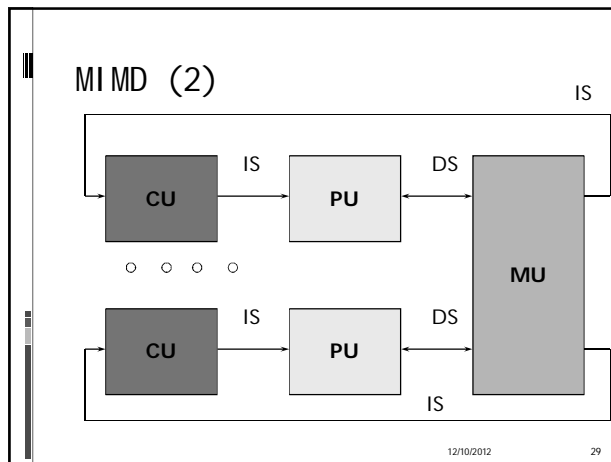 MIMD (2)
IS
IS
DS
CU
PU
MU
IS
DS
CU
PU
IS
12/10/2012
29